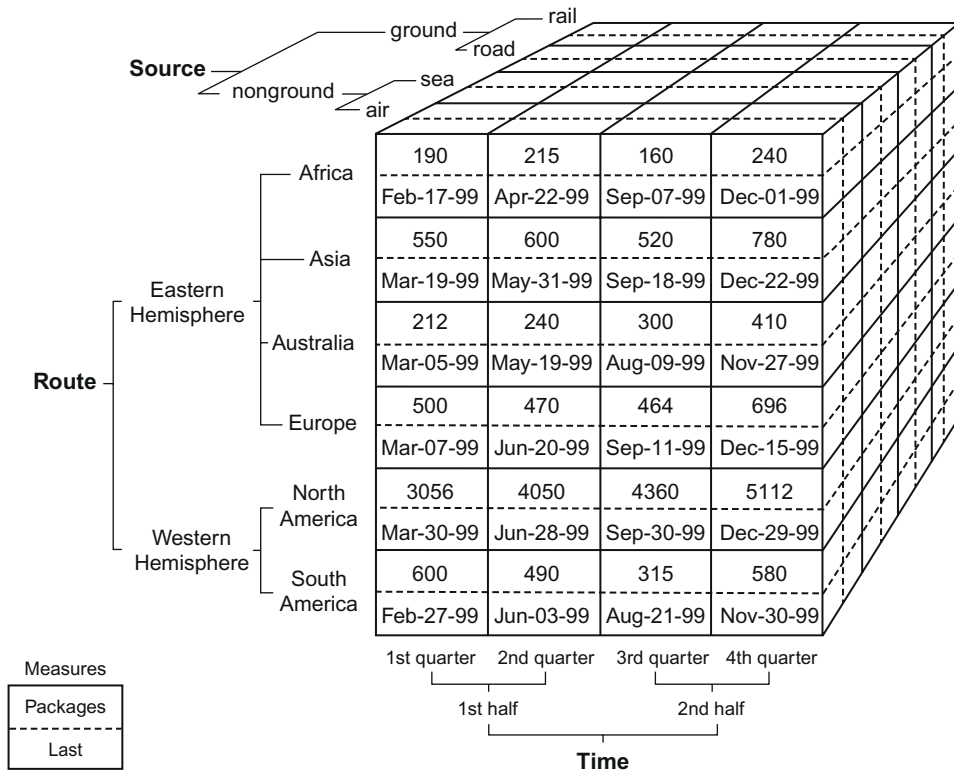 rail
ground
road
Source
sea
nonground
air
190 215 160 240
Africa
Feb-17-99 Apr-22-99 Sep-07-99 Dec-01-99
550 600 520 780
Asia
Mar-19-99 May-31-99 Sep-18-99 Dec-22-99
Eastern
Hemisphere
212 240 300 410
Australia
Mar-05-99 May-19-99 Aug-09-99 Nov-27-99
Route
500 470 464 696
Europe
Mar-07-99 Jun-20-99 Sep-11-99 Dec-15-99
North
America
3056 4050 4360 5112
Mar-30-99 Jun-28-99 Sep-30-99 Dec-29-99
Western
Hemisphere
South
America
600 490 315 580
Feb-27-99 Jun-03-99 Aug-21-99 Nov-30-99
1st quarter 2nd quarter 3rd quarter 4th quarter
Measures
Packages
Last
1st half 2nd half
Time